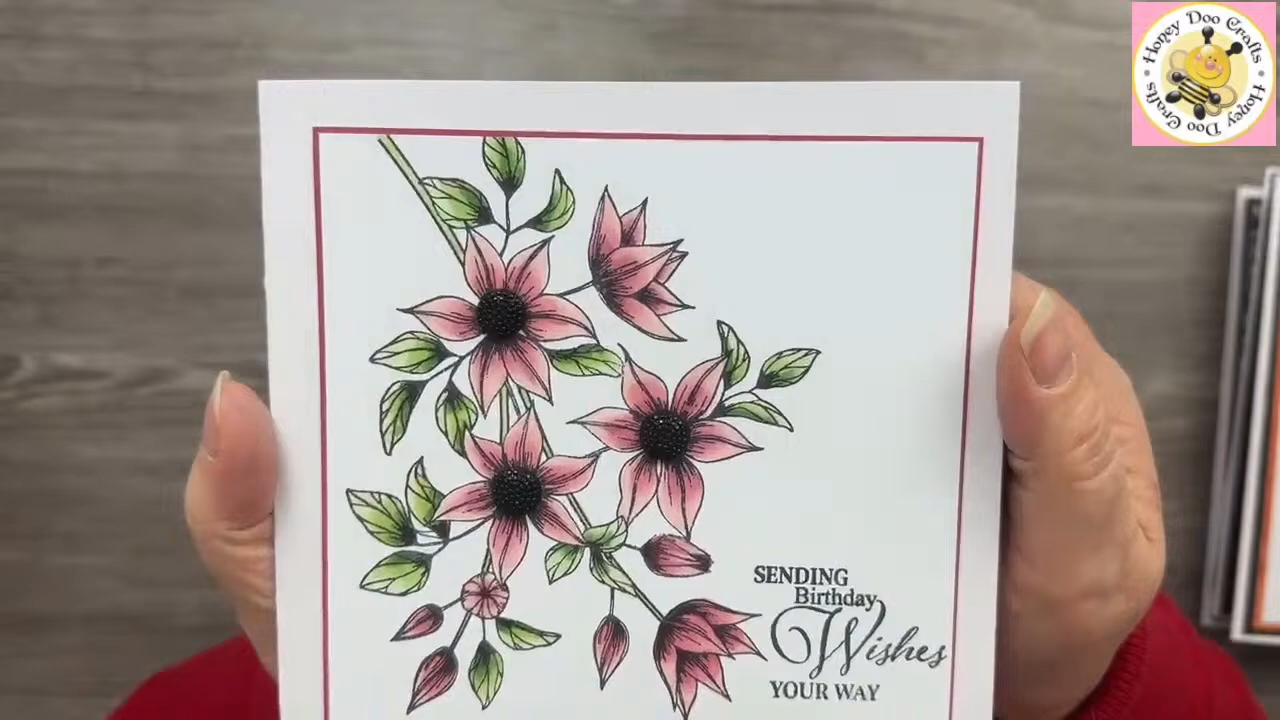 Honey Doo Crafts • Honey Doo Crafts •
SENDING
Birthday
Wishes
YOUR WAY